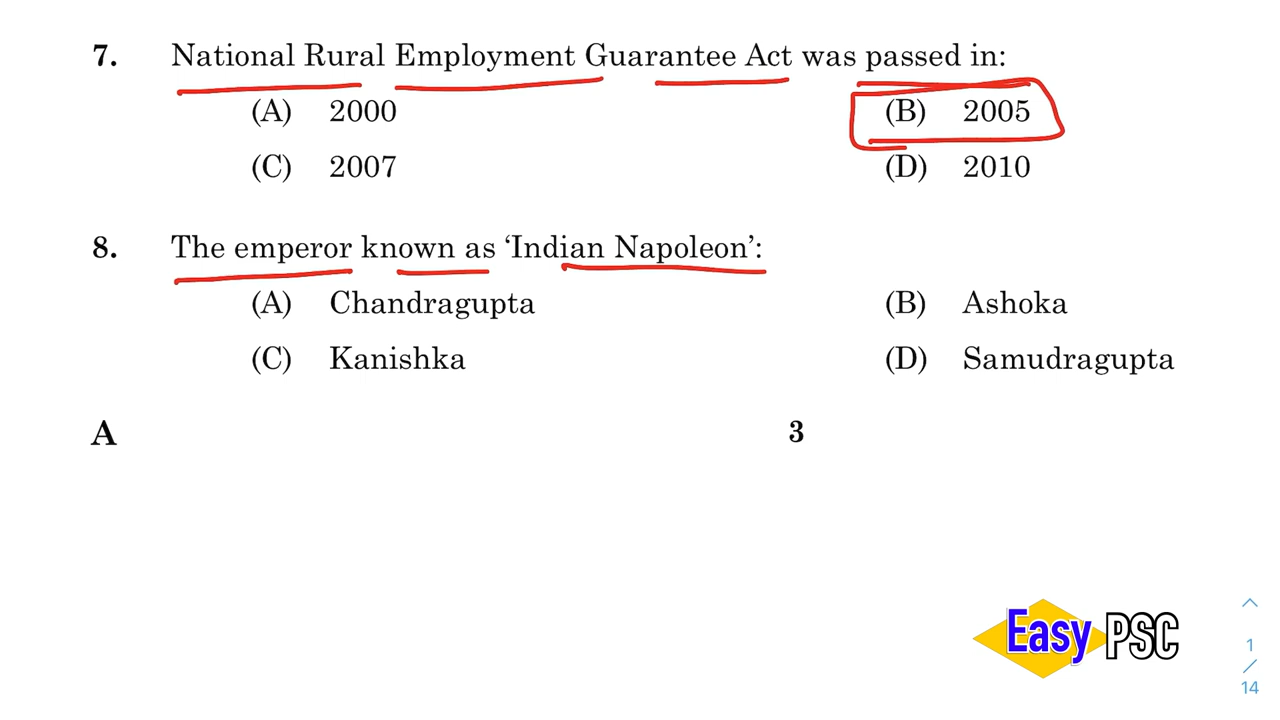 7. National Rural Employment Guarantee Act was passed in:
(A) 2000 (B) 2005
(C) 2007 (D) 2010
8. The emperor known as ‘Indian Napoleon’:
(A) Chandragupta (B) Ashoka
(C) Kanishka (D) Samudragupta
A 3
Easy PSC
1
/
14